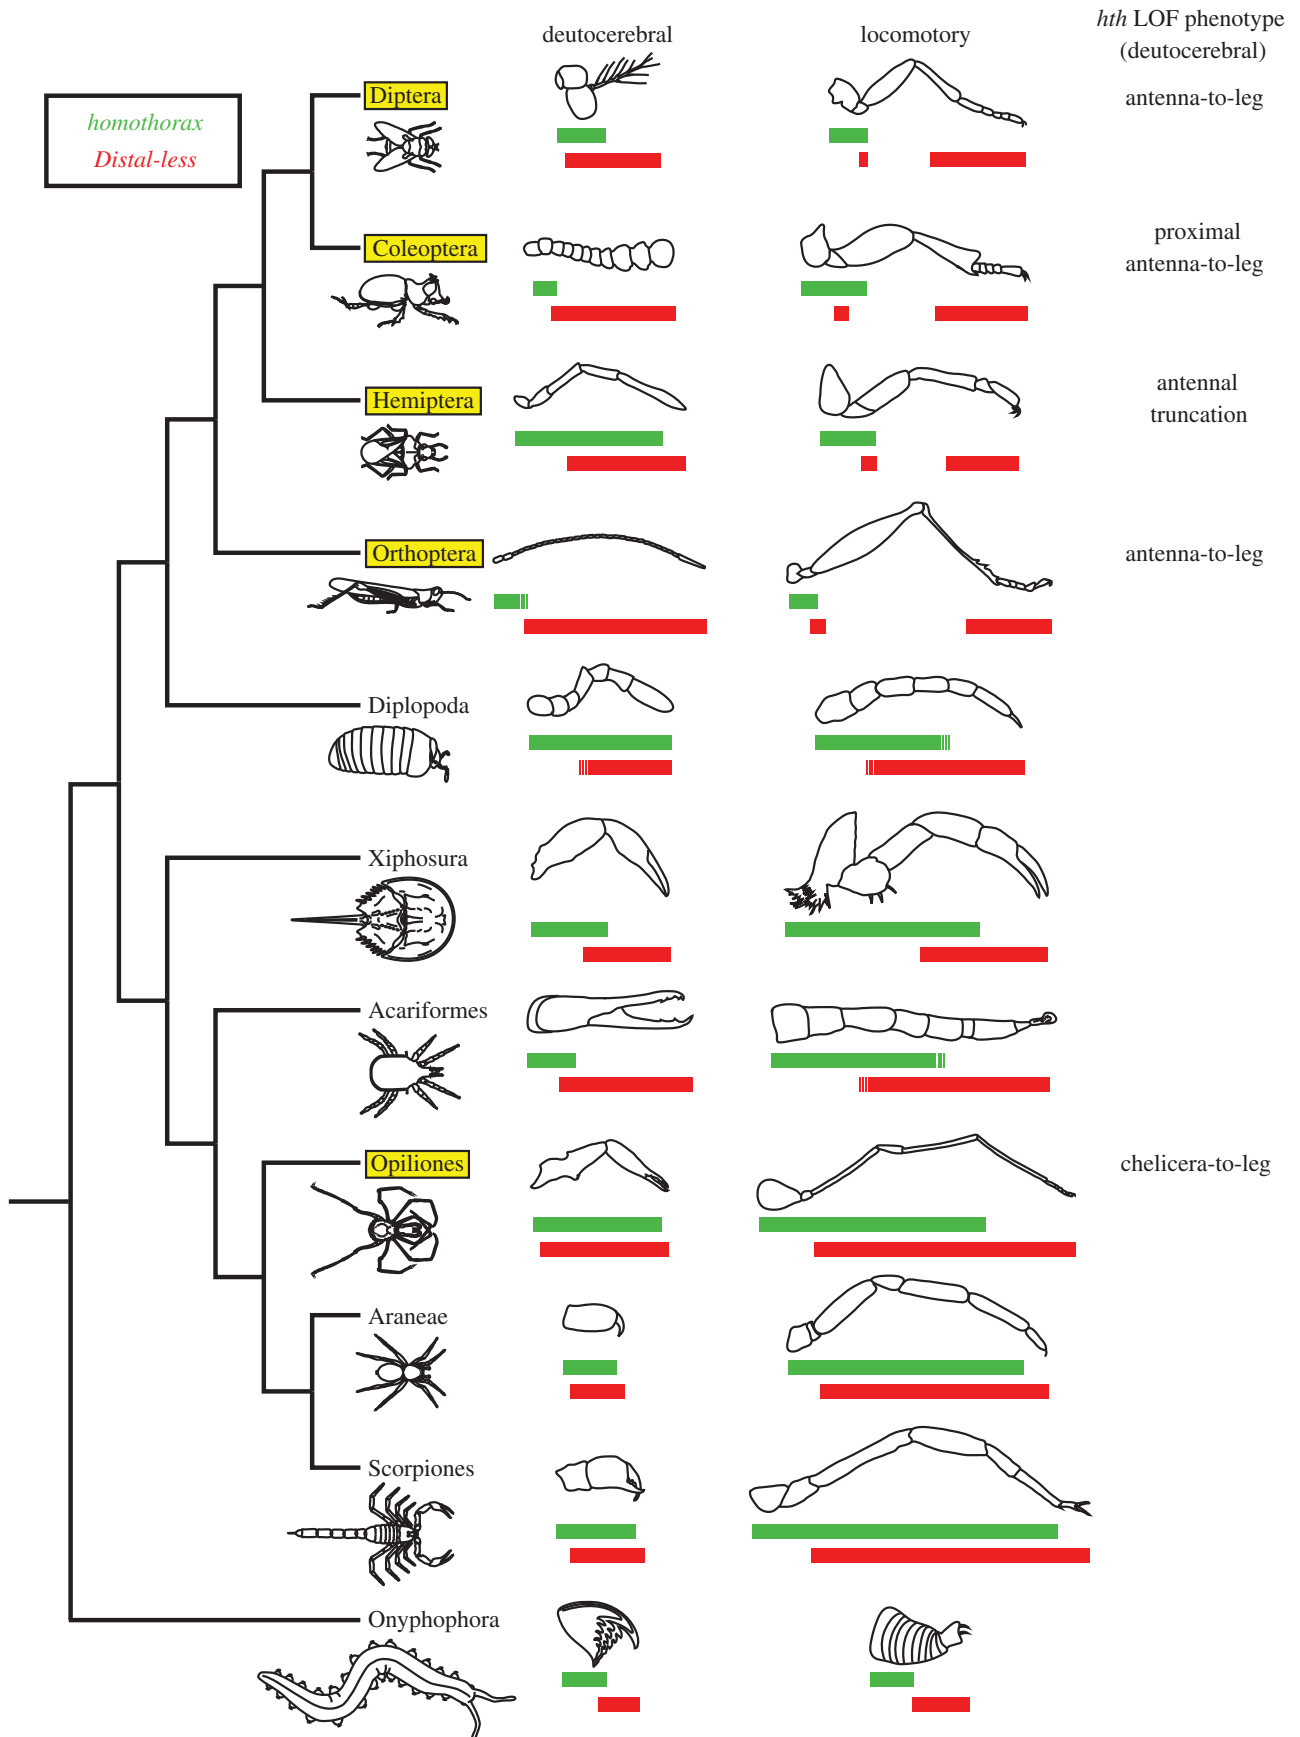 deutocerebral
locomotory
hth LOF phenotype
(deutocerebral)
homothorax
Distal-less
Diptera
antenna-to-leg
Coleoptera
proximal
antenna-to-leg
Hemiptera
antennal
truncation
Orthoptera
antenna-to-leg
Diplopoda
Xiphosura
Acariformes
Opiliones
chelicera-to-leg
Araneae
Scorpiones
Onyphophora